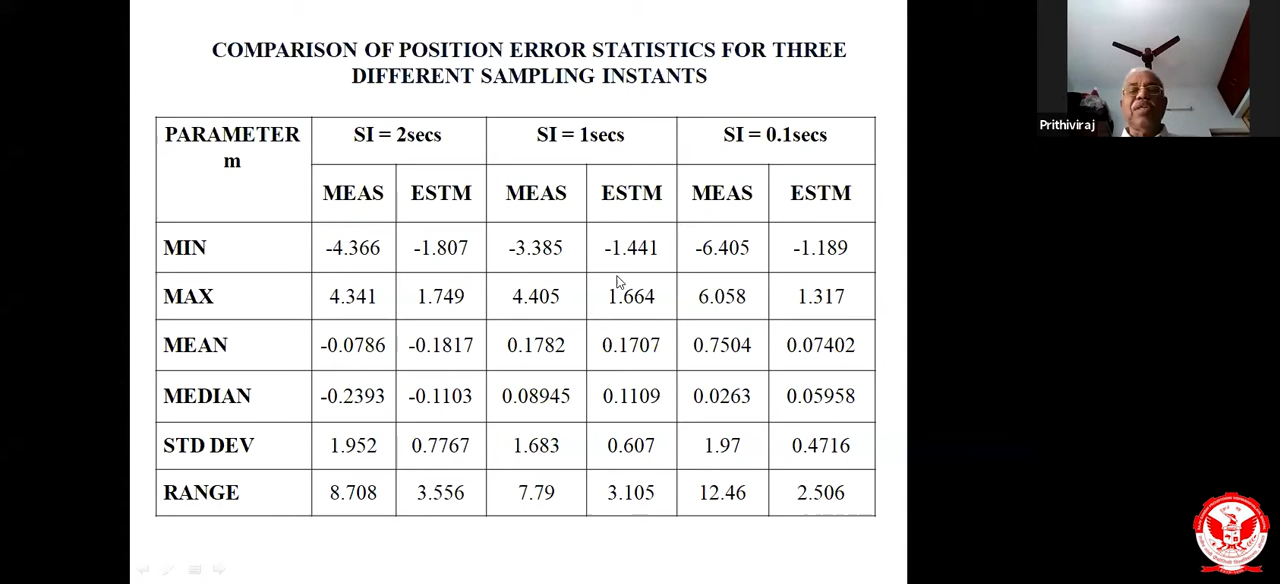 COMPARISON OF POSITION ERROR STATISTICS FOR THREE
DIFFERENT SAMPLING INSTANTS
PARAMETER m SI = 2secs SI = 1secs SI = 0.1secs
MEAS ESTM MEAS ESTM MEAS ESTM
MIN -4.366 -1.807 -3.385 -1.441 -6.405 -1.189
MAX 4.341 1.749 4.405 1.664 6.058 1.317
MEAN -0.0786 -0.1817 0.1782 0.1707 0.7504 0.07402
MEDIAN -0.2393 -0.1103 0.08945 0.1109 0.0263 0.05958
STD DEV 1.952 0.7767 1.683 0.607 1.97 0.4716
RANGE 8.708 3.556 7.79 3.105 12.46 2.506
Prithiviraj